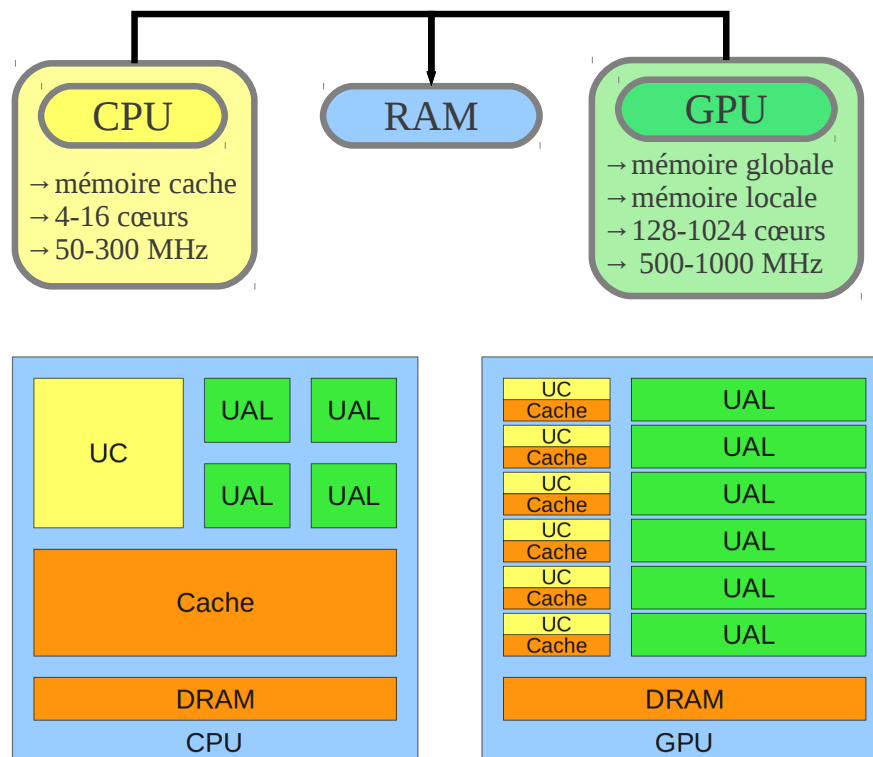 CPU
→ mémoire cache
→ 4-16 cœurs
→ 50-300 MHz
RAM
GPU
→ mémoire globale
→ mémoire locale
→ 128-1024 cœurs
→ 500-1000 MHz
UC
UAL
UAL
UAL
UAL
Cache
DRAM
CPU
UC
Cache
UAL
UC
Cache
UAL
UC
Cache
UAL
UC
Cache
UAL
UC
Cache
UAL
UC
Cache
UAL
DRAM
GPU